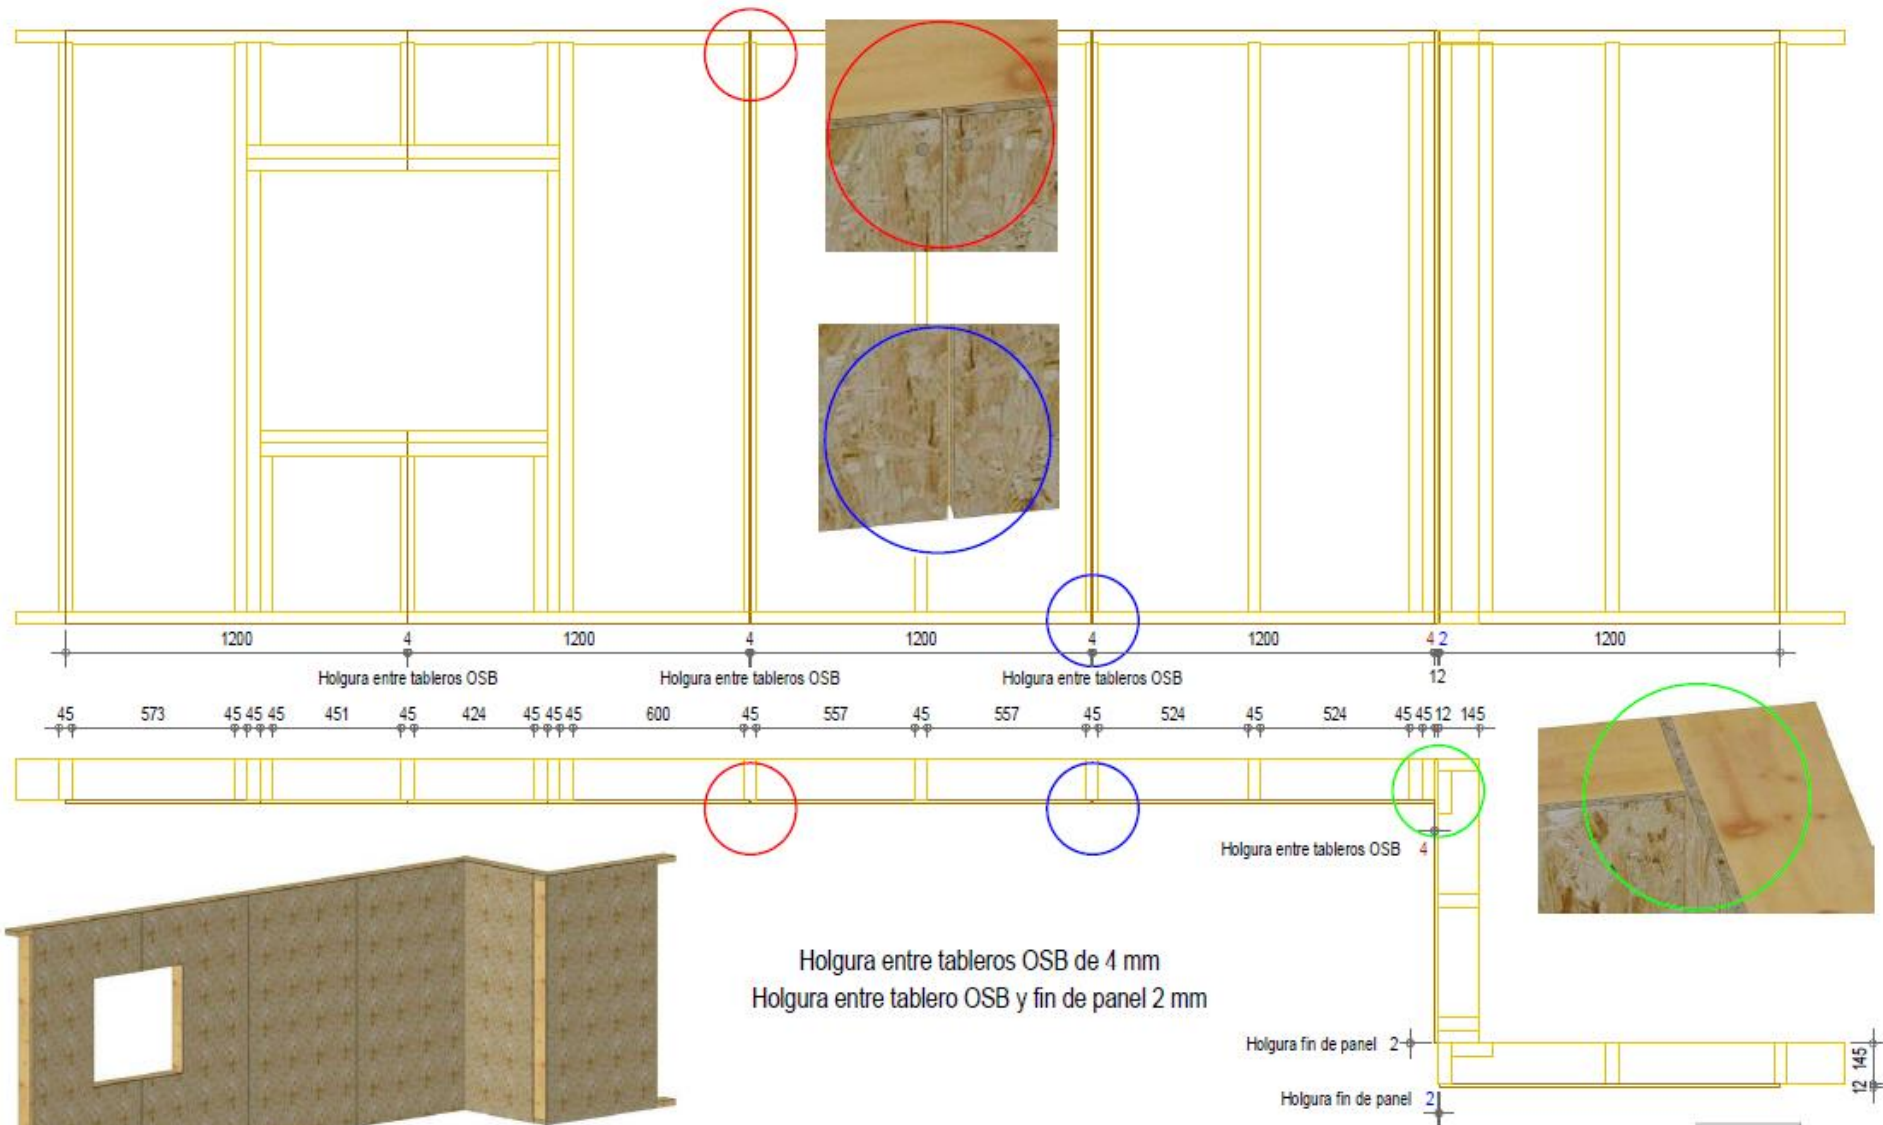 1200 4 1200 4 1200 4 1200 4 2 1200
Holgura entre tableros OSB Holgura entre tableros OSB Holgura entre tableros OSB 12
45 573 45 45 45 451 45 424 45 45 45 600 45 557 45 557 45 524 45 524 45 45 12 145
Holgura entre tableros OSB 4
Holgura entre tableros OSB de 4 mm
Holgura entre tablero OSB y fin de panel 2 mm
Holgura fin de panel 2
12 145
Holgura fin de panel 2